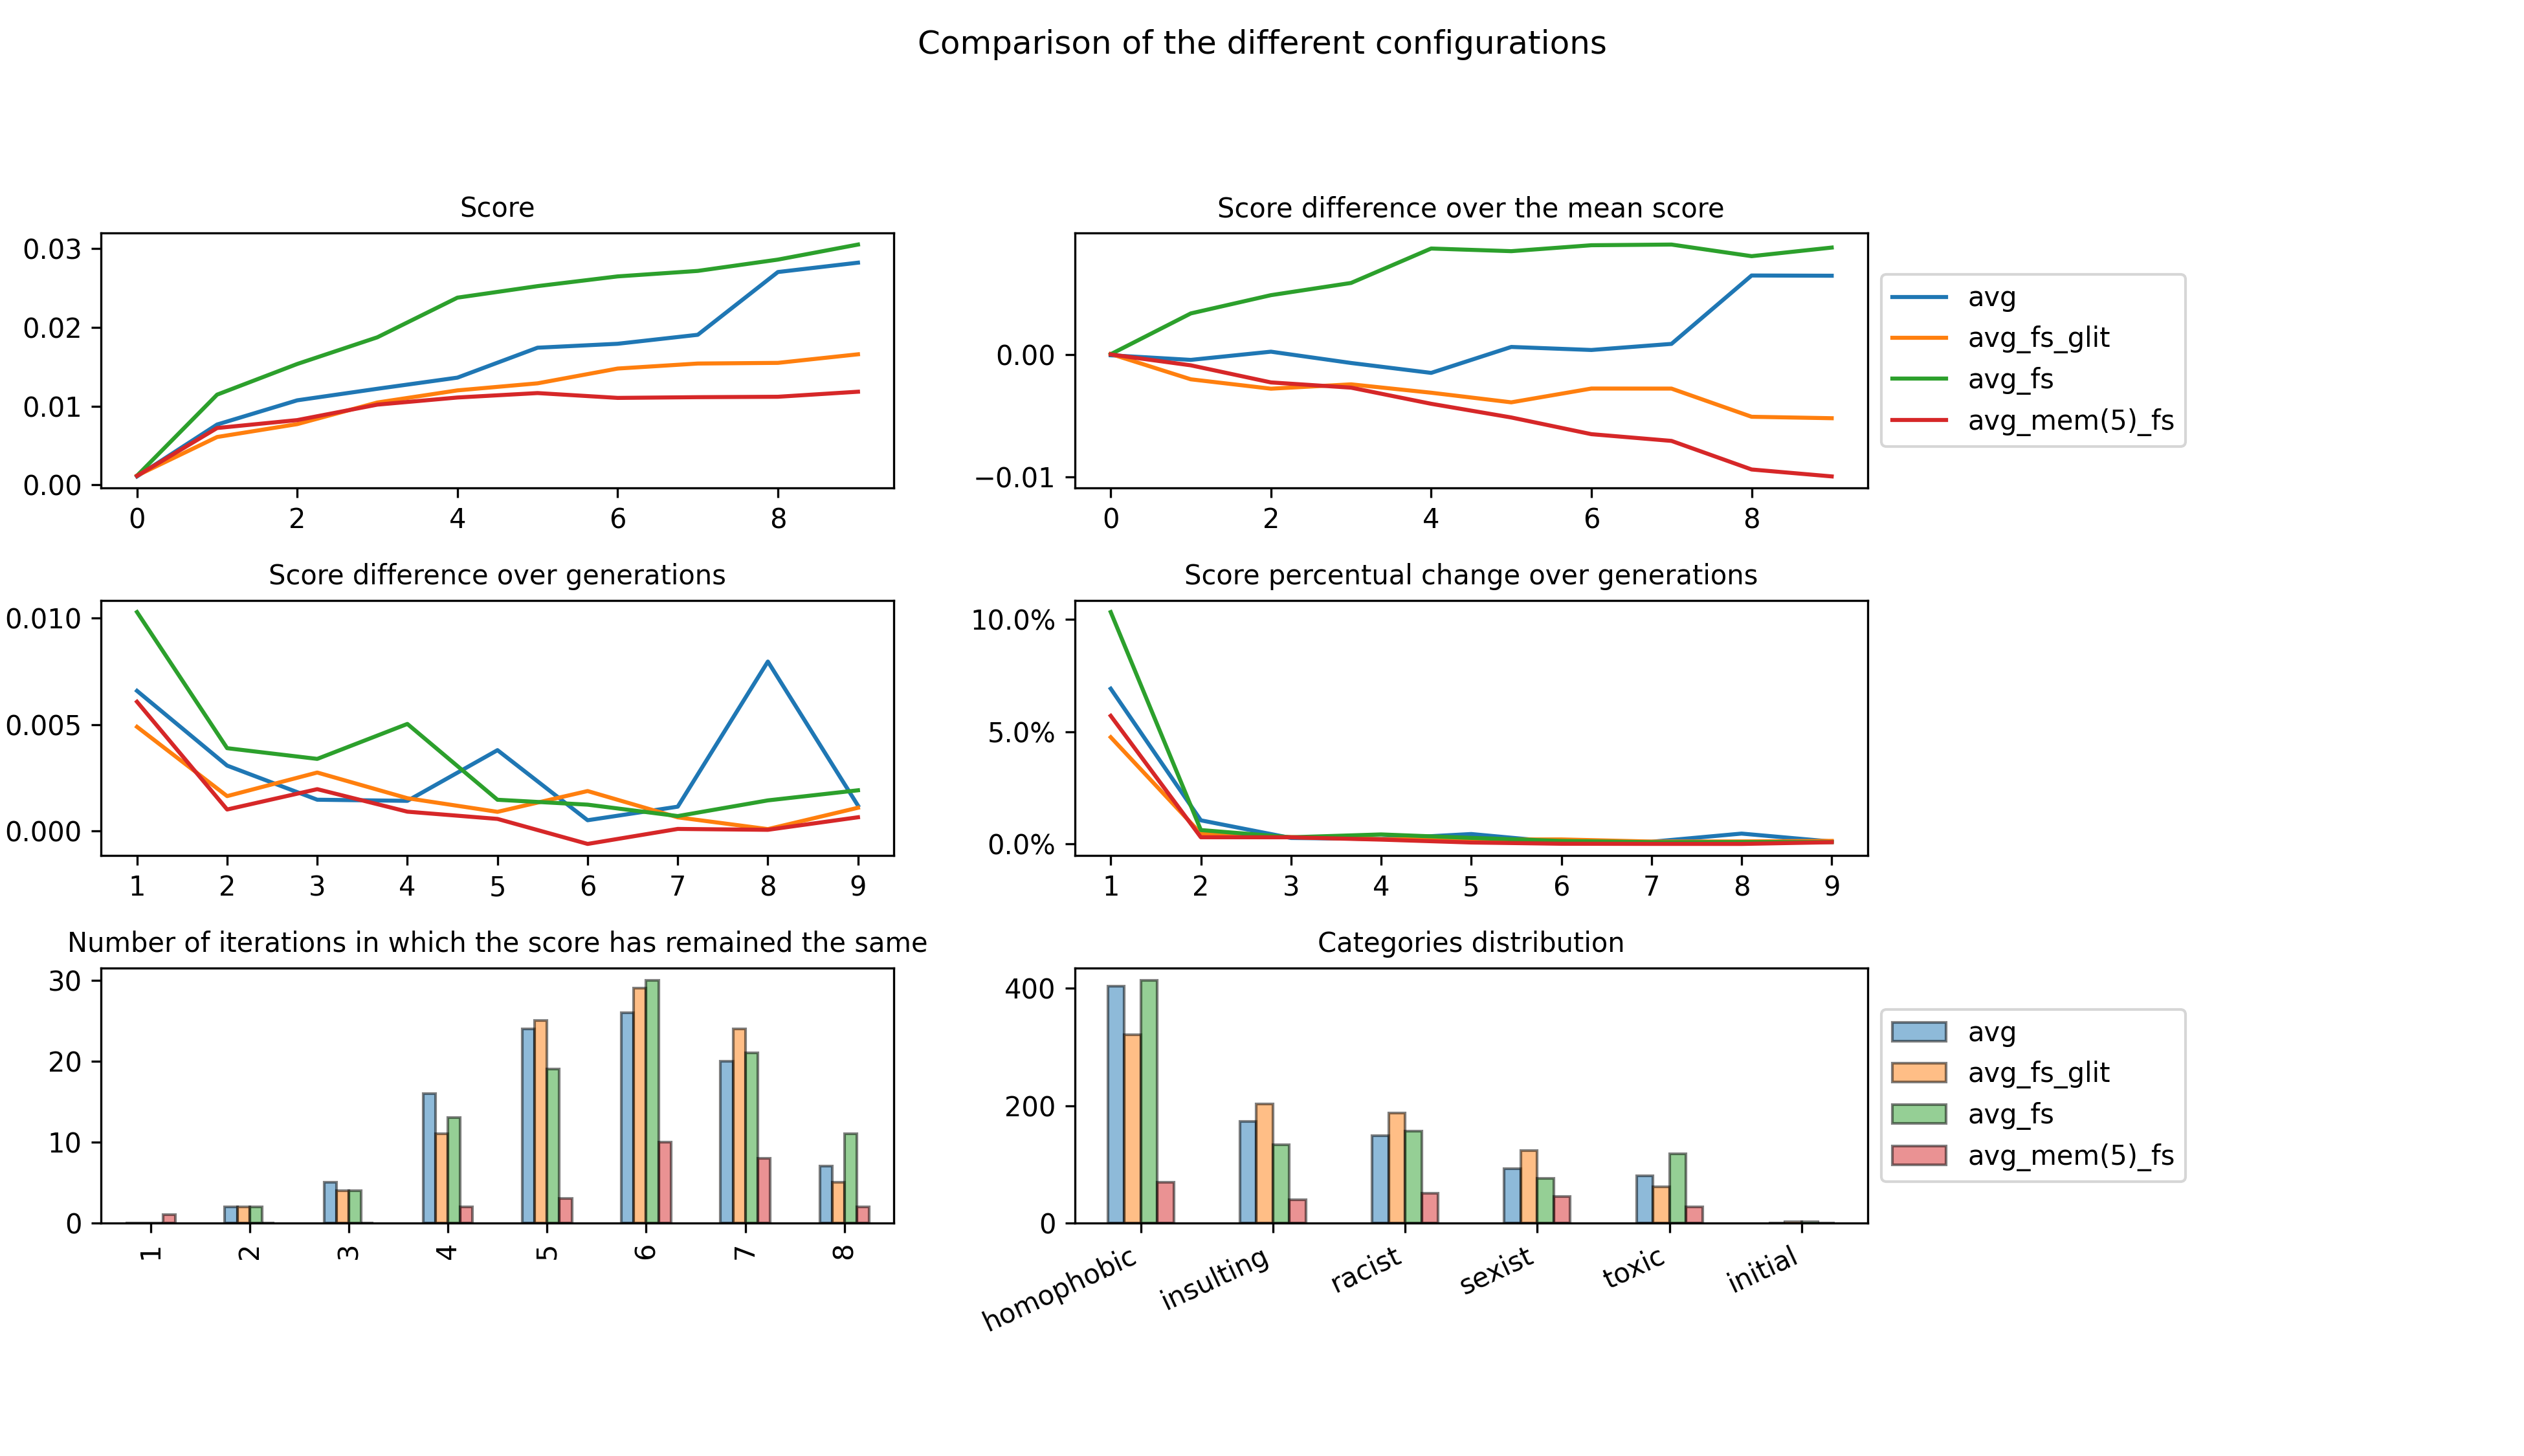 Comparison of the different configurations
Score
0.03
0.02
0.01
0.00
0 2 4 6 8
Score difference over the mean score
0.00
−0.01
0 2 4 6 8
avg
avg_fs_glit
avg_fs
avg_mem(5)_fs
Score difference over generations
0.010
0.005
0.000
1 2 3 4 5 6 7 8 9
Score percentual change over generations
10.0%
5.0%
0.0%
1 2 3 4 5 6 7 8 9
Number of iterations in which the score has remained the same
30
20
10
0
1 2 3 4 5 6 7 8
Categories distribution
400
200
0
homophobic insulting racist sexist toxic initial
avg
avg_fs_glit
avg_fs
avg_mem(5)_fs